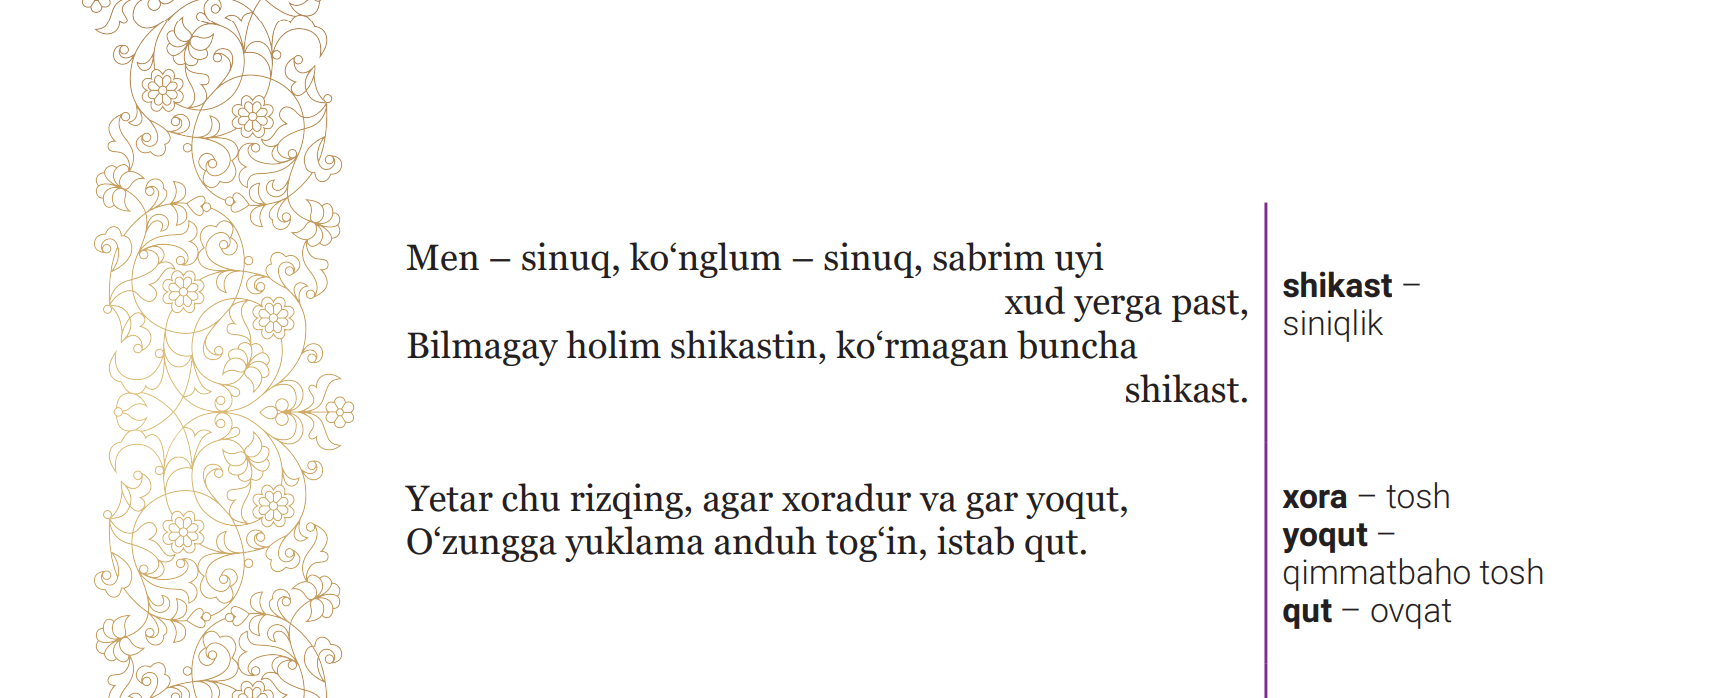 Men – sinuq, ko‘nglum – sinuq, sabrim uyi
xud yerga past,
Bilmagay holim shikastin, ko‘rmagan buncha
shikast.
shikast –
siniqlik
Yetar chu rizqing, agar xoradur va gar yoqut,
O‘zungga yuklama anduh tog‘in, istab qut.
xora – tosh
yoqut –
qimmatbaho tosh
qut – ovqat